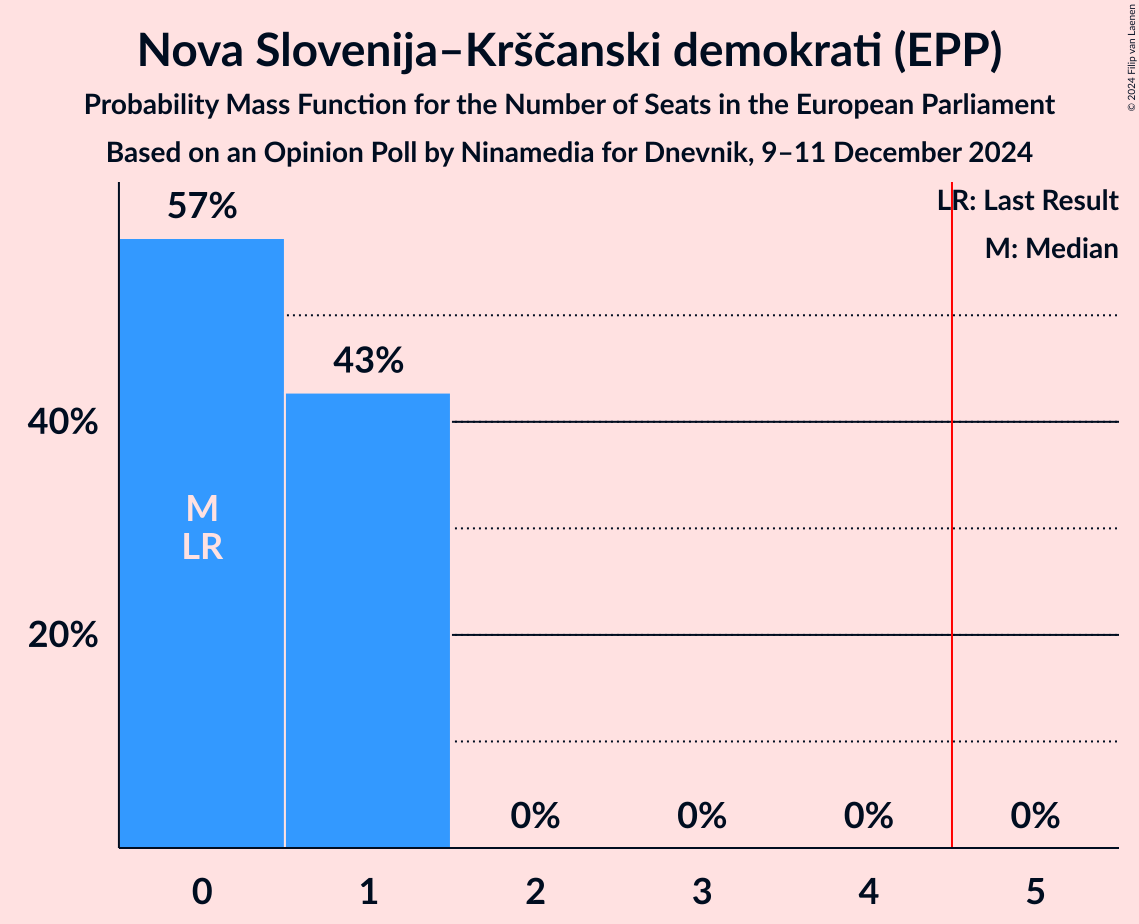 Nova Slovenija–Krščanski demokrati (EPP)
Probability Mass Function for the Number of Seats in the European Parliament
Based on an Opinion Poll by Ninamedia for Dnevnik, 9–11 December 2024
© 2024 Filip van Laenen
LR: Last Result
M: Median
57%
43%
40%
M
LR
20%
0%
0%
0%
0%
0
1
2
3
4
5